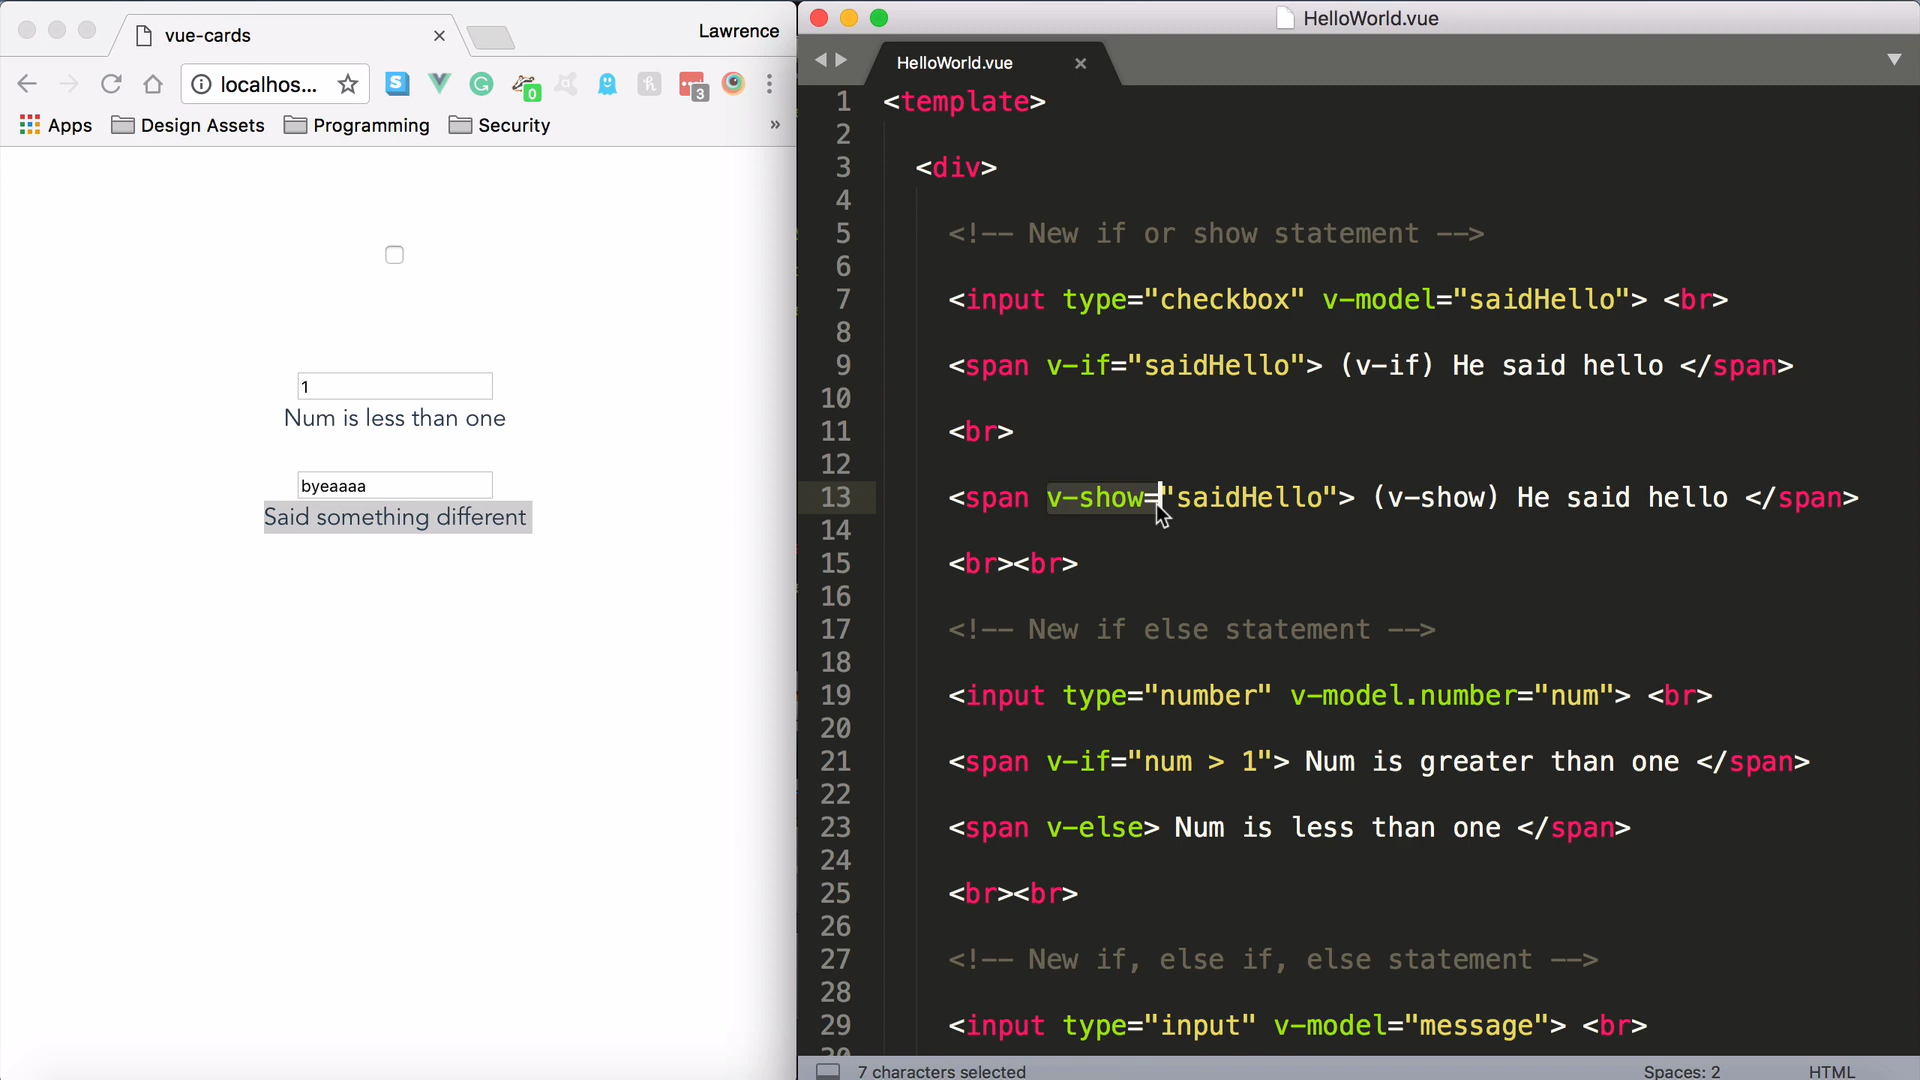 vue-cards
Lawrence
localhos...
0
3
Apps
Design Assets
Programming
Security
»
1
Num is less than one
byeaaaa
Said something different
HelloWorld.vue
HelloWorld.vue
1 <template>
2
3 <div>
4
5 <!-- New if or show statement -->
6
7 <input type="checkbox" v-model="saidHello"> <br>
8
9 <span v-if="saidHello"> (v-if) He said hello </span>
10
11 <br>
12
13 <span v-show="saidHello"> (v-show) He said hello </span>
14
15 <br><br>
16
17 <!-- New if else statement -->
18
19 <input type="number" v-model.number="num"> <br>
20
21 <span v-if="num > 1"> Num is greater than one </span>
22
23 <span v-else> Num is less than one </span>
24
25 <br><br>
26
27 <!-- New if, else if, else statement -->
28
29 <input type="input" v-model="message"> <br>
30
7 characters selected
Spaces: 2
HTML